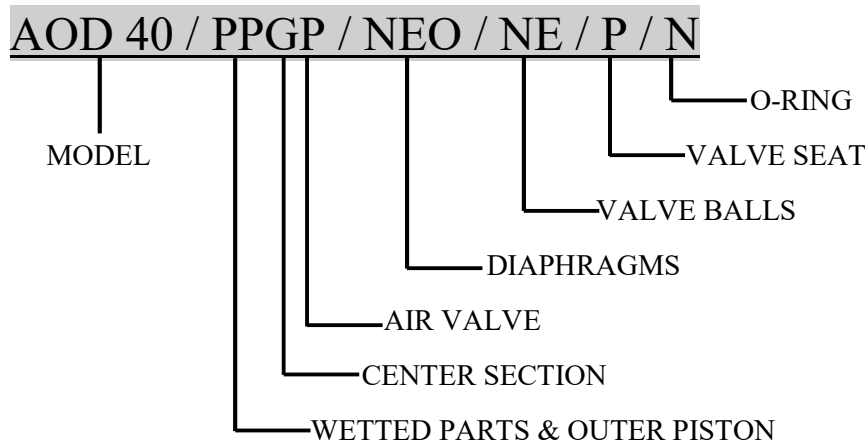 AOD 40 / PPGP / NEO / NE / P / N
O-RING
MODEL
VALVE SEAT
VALVE BALLS
DIAPHRAGMS
AIR VALVE
CENTER SECTION
WETTED PARTS & OUTER PISTON